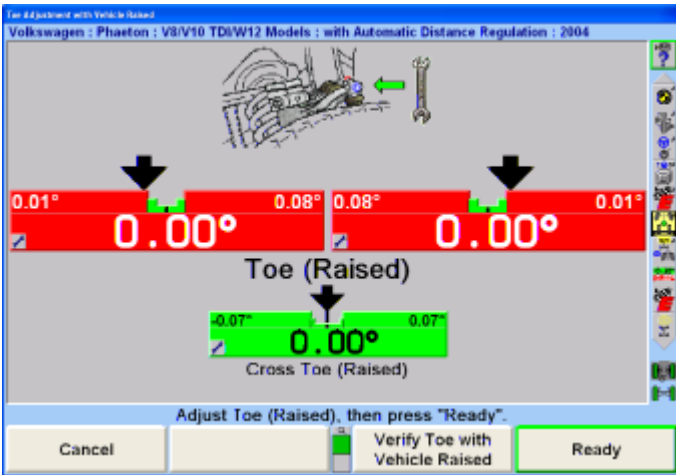 Toe Adjustment with Vehicle Raised
Volkswagen : Phaeton : V8/V10 TDI/W12 Models : with Automatic Distance Regulation : 2004
0.01° 0.08° 0.08° 0.01°
0.00° 0.00°
Toe (Raised)
-0.07° 0.07°
0.00°
Cross Toe (Raised)
Adjust Toe (Raised), then press "Ready".
Cancel
Verify Toe with
Vehicle Raised
Ready